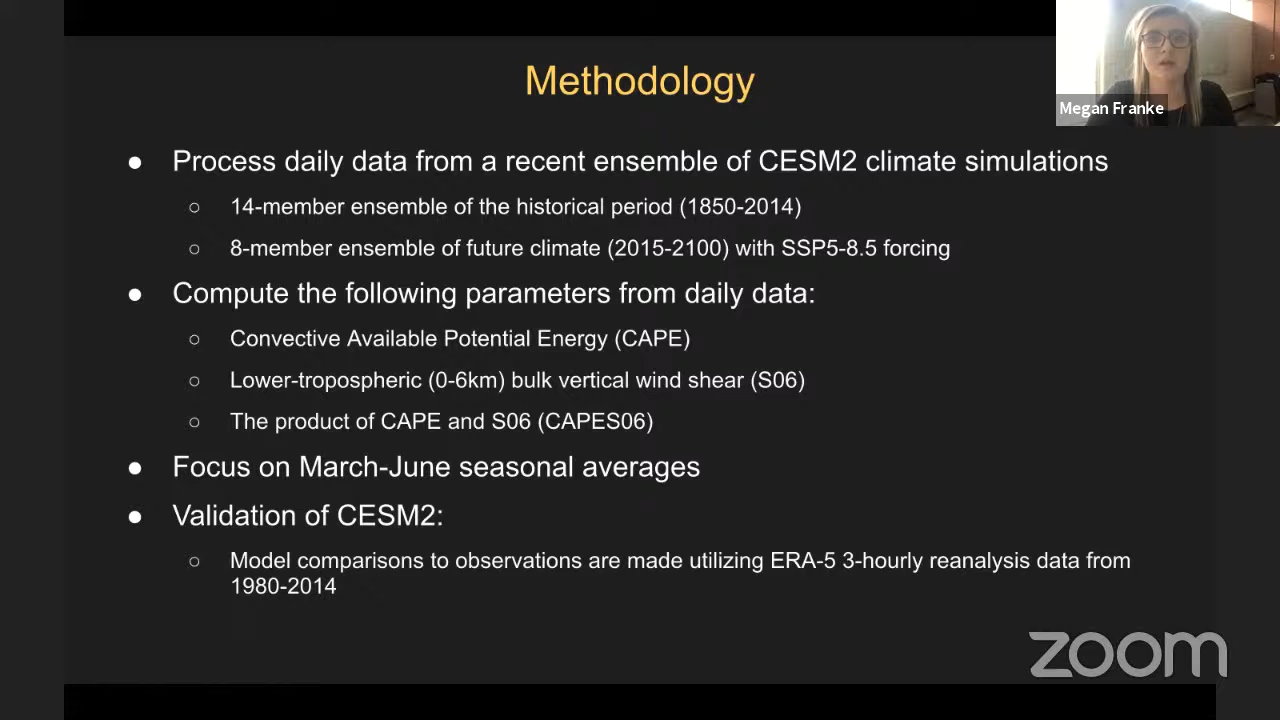 Methodology
Megan Franke
● Process daily data from a recent ensemble of CESM2 climate simulations
○ 14-member ensemble of the historical period (1850-2014)
○ 8-member ensemble of future climate (2015-2100) with SSP5-8.5 forcing
● Compute the following parameters from daily data:
○ Convective Available Potential Energy (CAPE)
○ Lower-tropospheric (0-6km) bulk vertical wind shear (S06)
○ The product of CAPE and S06 (CAPES06)
● Focus on March-June seasonal averages
● Validation of CESM2:
○ Model comparisons to observations are made utilizing ERA-5 3-hourly reanalysis data from
1980-2014
zoom